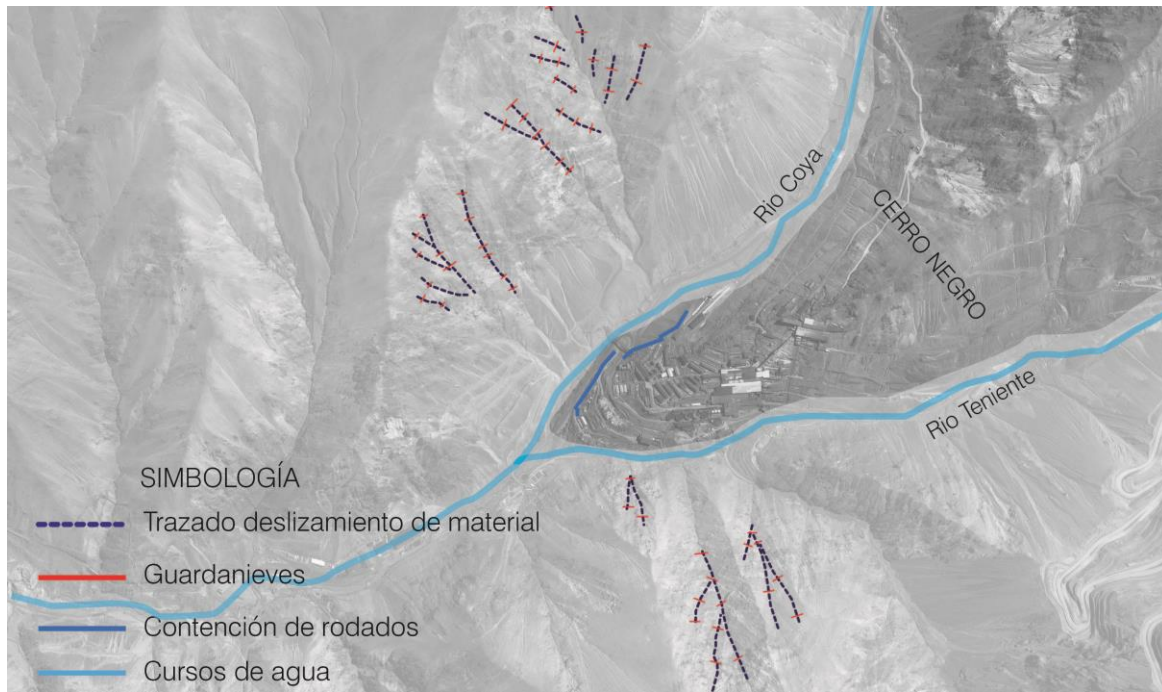 Rio Coya
CERRO NEGRO
Rio Teniente
SIMBOLOGÍA
Trazado deslizamiento de material
Guardanieves
Contención de rodados
Cursos de agua